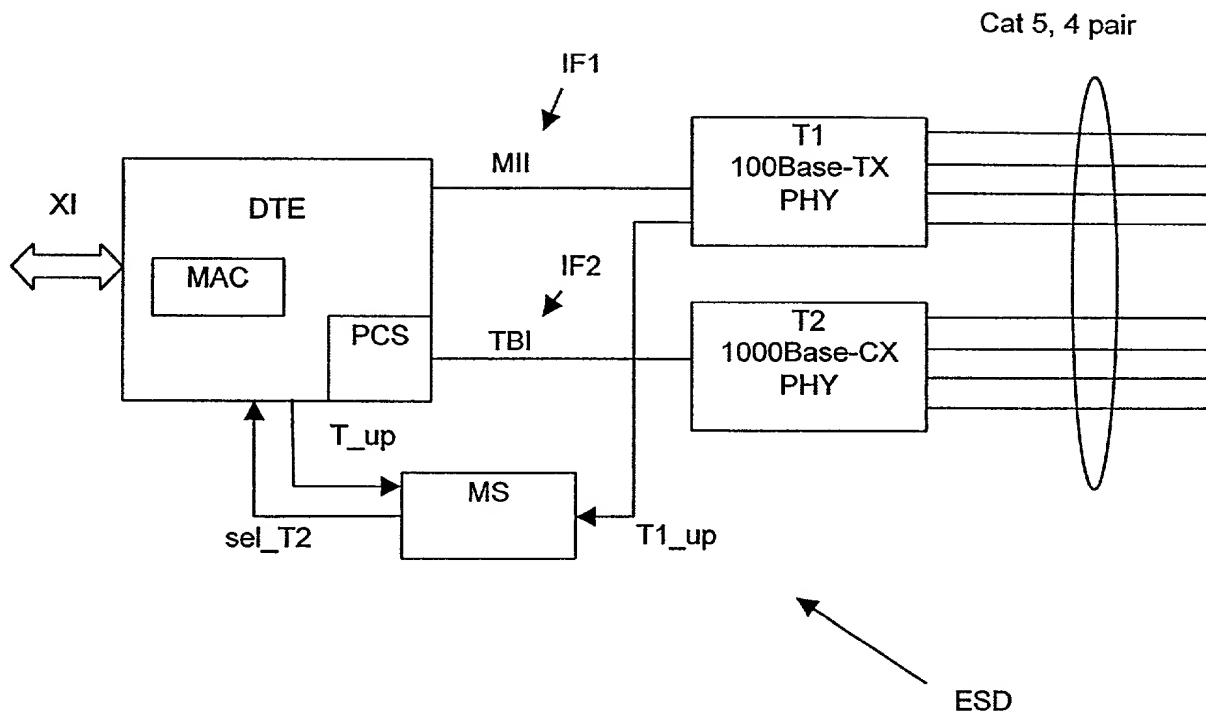 Cat 5, 4 pair
IF1
T1
100Base-TX
PHY
MII
XI
DTE
MAC
IF2
PCS
TBI
T2
1000Base-CX
PHY
T_up
MS
sel_T2
T1_up
ESD